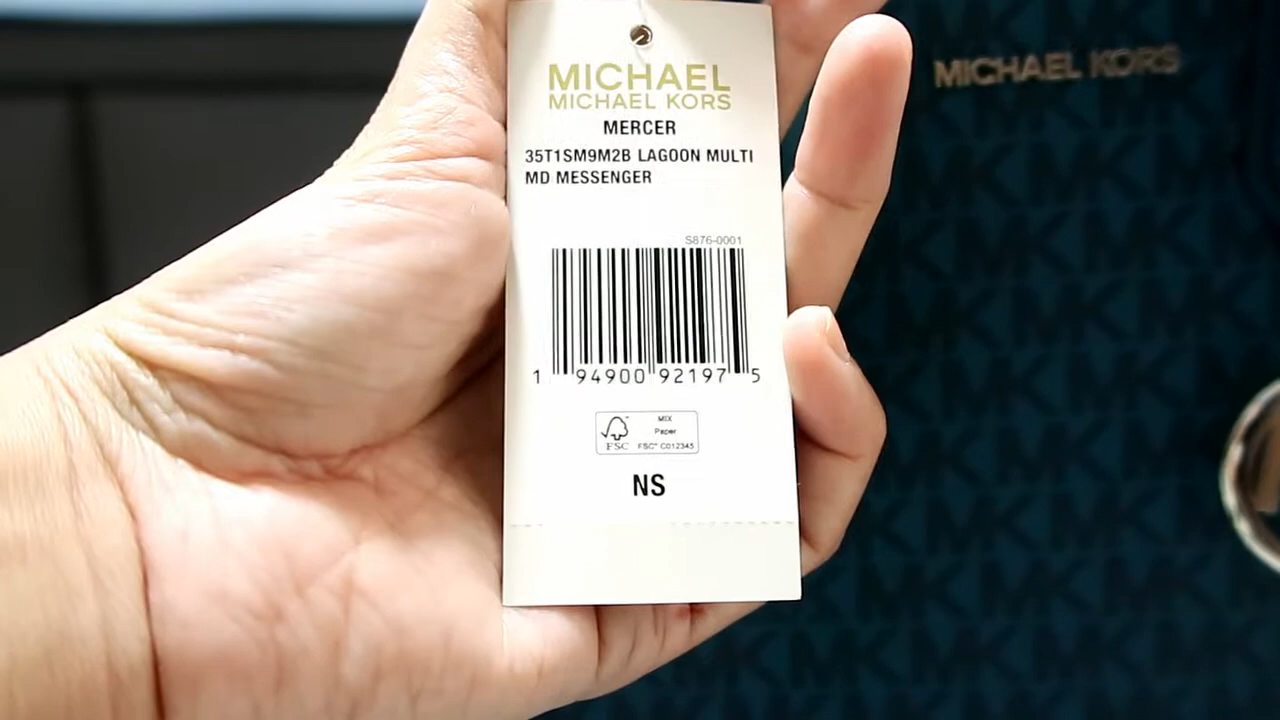 MICHAEL
MICHAEL KORS
MERCER
35T1SM9M2B LAGOON MULTI
MD MESSENGER
S876-0001
1 94900 92197 5
MIX
Paper
FSC™ C012345
FSC
NS
MICHAEL KORS